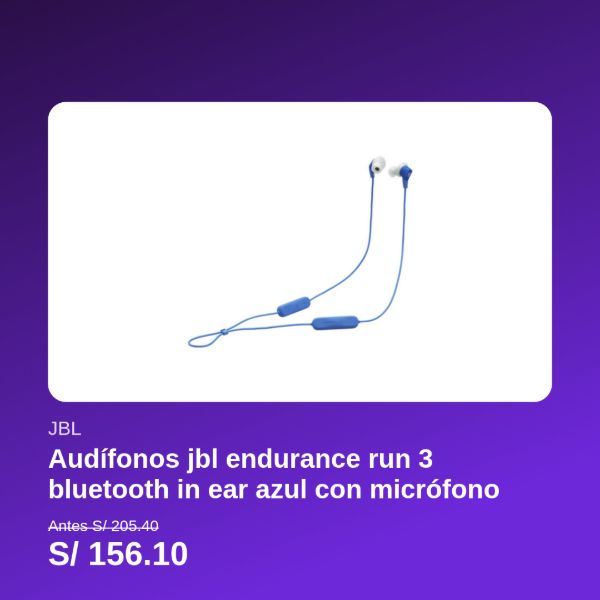 JBL
Audífonos jbl endurance run 3
bluetooth in ear azul con micrófono
Antes S/ 205.40
S/ 156.10